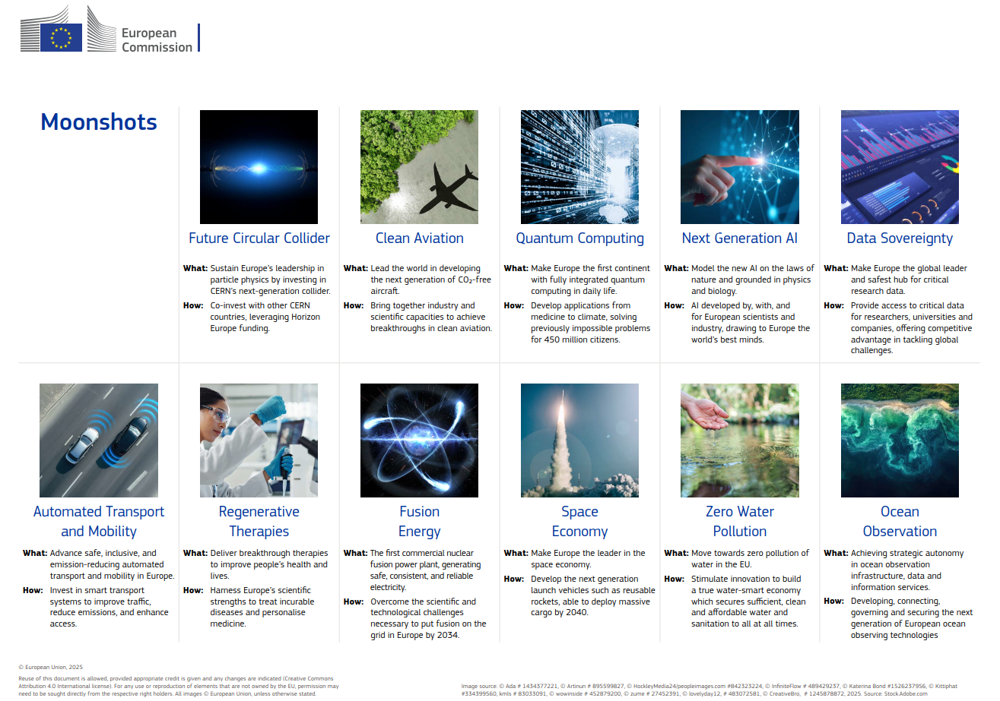 European
Commission
Moonshots
Future Circular Collider
What: Sustain Europe's leadership in
particle physics by investing in
CERN's next-generation collider.
How: Co-invest with other CERN
countries, leveraging Horizon
Europe funding.
Clean Aviation
What: Lead the world in developing
the next generation of CO₂-free
aircraft.
How: Bring together industry and
scientific capacities to achieve
breakthroughs in clean aviation.
Quantum Computing
What: Make Europe the first continent
with fully integrated quantum
computing in daily life.
How: Develop applications from
medicine to climate, solving
previously impossible problems
for 450 million citizens.
Next Generation AI
What: Model the new AI on the laws of
nature and grounded in physics
and biology.
How: AI developed by, with, and
for European scientists and
industry, drawing to Europe the
world's best minds.
Data Sovereignty
What: Make Europe the global leader
and safest hub for critical
research data.
How: Provide access to critical data
for researchers, universities and
companies, offering competitive
advantage in tackling global
challenges.
Automated Transport
and Mobility
What: Advance safe, inclusive, and
emission-reducing automated
transport and mobility in Europe.
How: Invest in smart transport
systems to improve traffic,
reduce emissions, and enhance
access.
Regenerative
Therapies
What: Deliver breakthrough therapies
to improve people's health and
lives.
How: Harness Europe's scientific
strengths to treat incurable
diseases and personalise
medicine.
Fusion
Energy
What: The first commercial nuclear
fusion power plant, generating
safe, consistent, and reliable
electricity.
How: Overcome the scientific and
technological challenges
necessary to put fusion on the
grid in Europe by 2034.
Space
Economy
What: Make Europe the leader in the
space economy.
How: Develop the next generation
launch vehicles such as reusable
rockets, able to deploy massive
cargo by 2040.
Zero Water
Pollution
What: Move towards zero pollution of
water in the EU.
How: Stimulate innovation to build
a true water-smart economy
which secures sufficient, clean
and affordable water and
sanitation to all at all times.
Ocean
Observation
What: Achieving strategic autonomy
in ocean observation
infrastructure, data and
information services.
How: Developing, connecting,
governing and securing the next
generation of European ocean
observing technologies
© European Union, 2025
Reuse of this document is allowed, provided appropriate credit is given and any changes are indicated (Creative Commons
Attribution 4.0 International license). For any use or reproduction of elements that are not owned by the EU, permission may
need to be sought directly from the respective right holders. All images © European Union, unless otherwise stated.
Image source: © Ada # 1434377221, © Artinun # 895599827, © HockleyMedia24/peopleimages.com #842323224, © InfiniteFlow # 489429237, © Katerina Bond #1526237956, © Kittiphat
#334399560, kmls # 83033091, © wowinside # 452879200, © zume # 27452391, © lovelyday12, # 483072581, © CreativeBro, # 1245878872, 2025. Source: Stock.Adobe.com